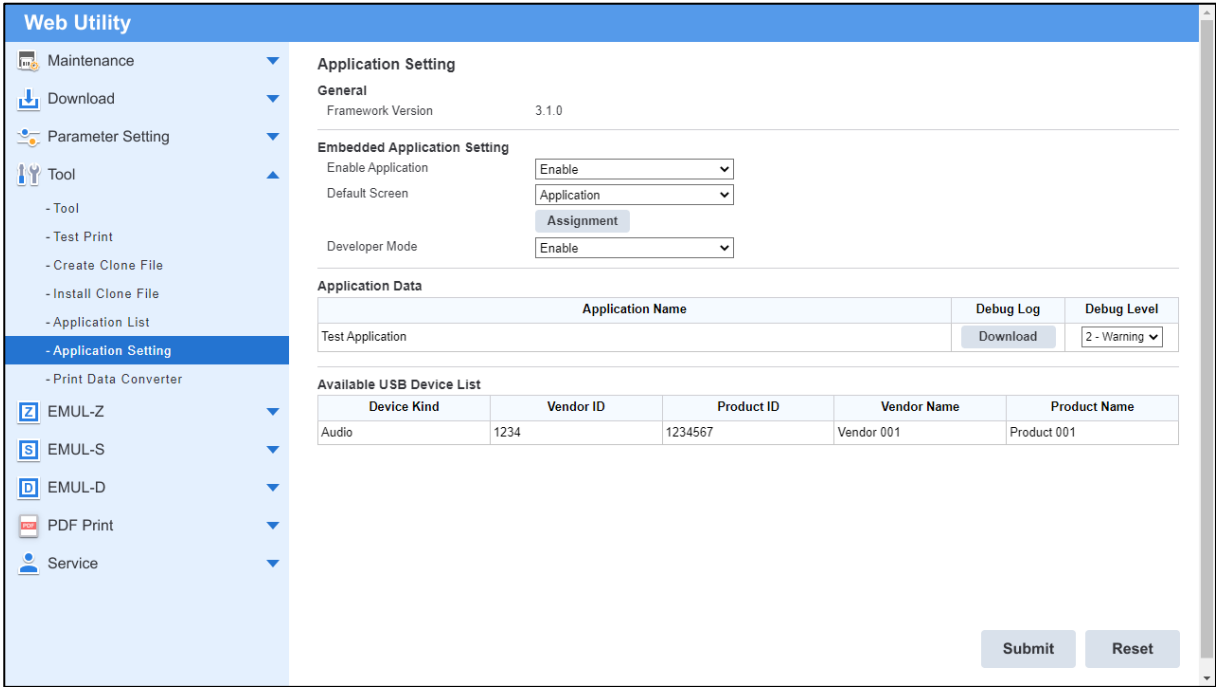 Web Utility
Maintenance
Download
Parameter Setting
Tool
- Tool
- Test Print
- Create Clone File
- Install Clone File
- Application List
- Application Setting
- Print Data Converter
Z EMUL-Z
S EMUL-S
D EMUL-D
PDF PDF Print
Service
Application Setting
General
Framework Version 3.1.0
Embedded Application Setting
Enable Application Enable
Default Screen Application
Assignment
Developer Mode Enable
Application Data
Application Name Debug Log Debug Level
Test Application Download 2 - Warning
Available USB Device List
Device Kind Vendor ID Product ID Vendor Name Product Name
Audio 1234 1234567 Vendor 001 Product 001
Submit Reset